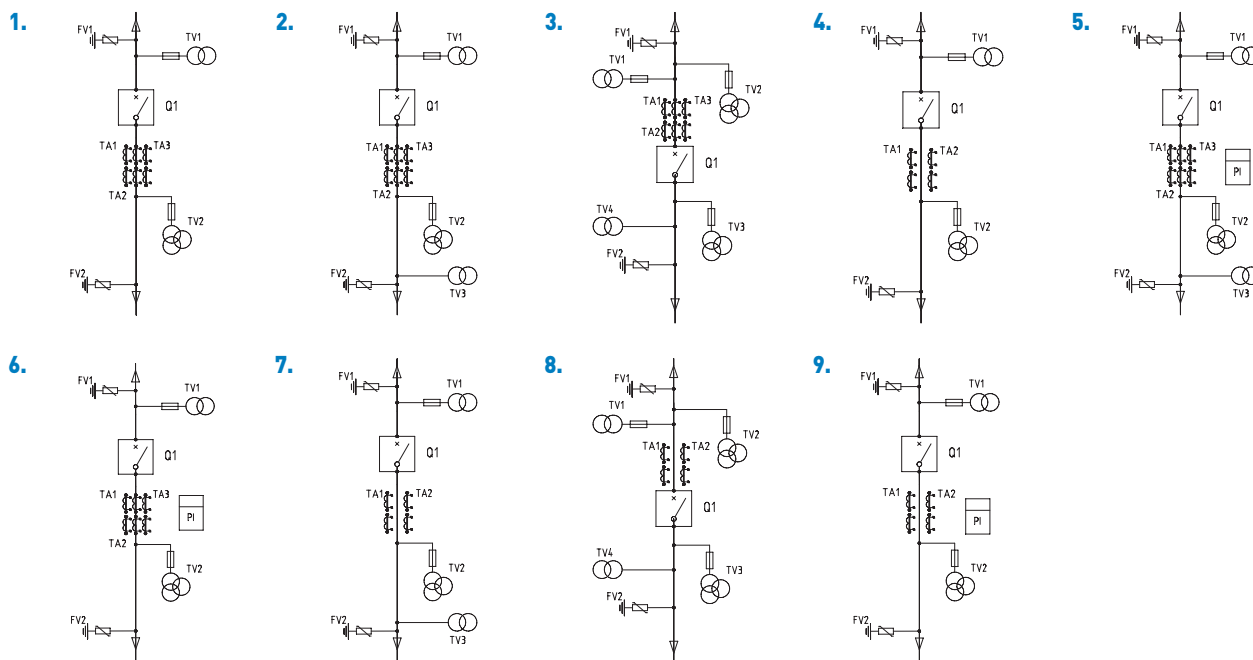 1.
FV1
TV1
Q1
TA1
TA3
TA2
TV2
FV2
2.
FV1
TV1
Q1
TA1
TA3
TA2
TV2
FV2
TV3
3.
FV1
TV1
TV2
TA1
TA3
TA2
Q1
TV4
TV3
FV2
4.
FV1
TV1
Q1
TA1
TA2
TV2
FV2
5.
FV1
TV1
Q1
TA1
TA3
PI
TA2
TV2
FV2
TV3
6.
FV1
TV1
Q1
TA1
TA3
PI
TA2
TV2
FV2
7.
FV1
TV1
Q1
TA1
TA2
TV2
FV2
TV3
8.
FV1
TV1
TV2
TA1
TA2
Q1
TV4
TV3
FV2
9.
FV1
TV1
Q1
TA1
TA2
PI
TV2
FV2